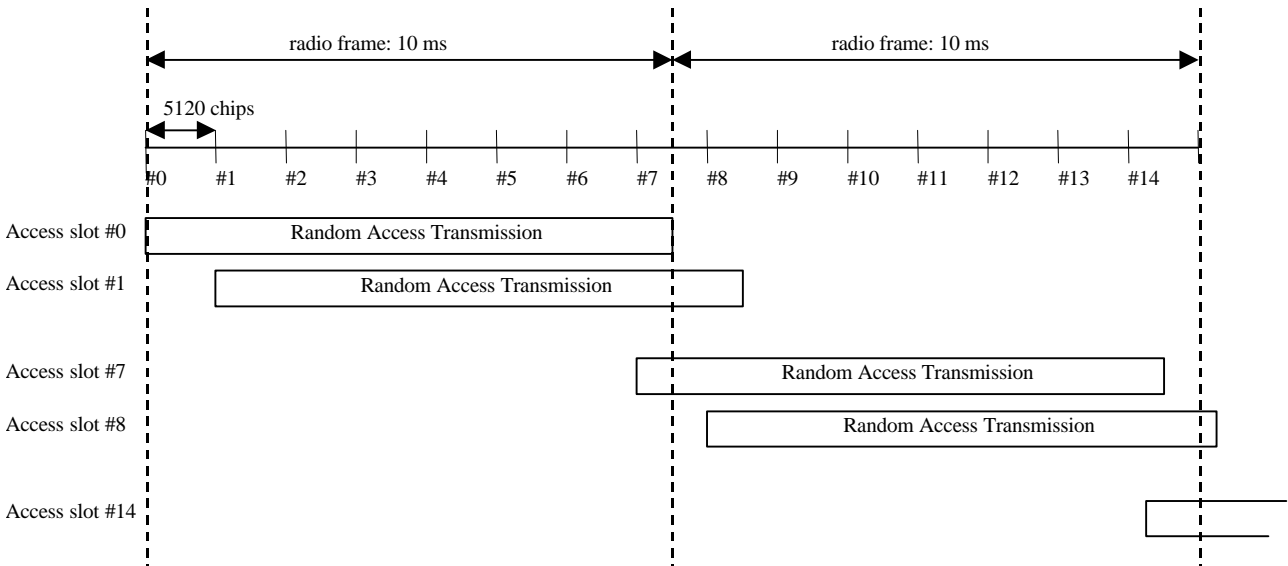 radio frame: 10 ms radio frame: 10 ms
5120 chips
#0 #1 #2 #3 #4 #5 #6 #7 #8 #9 #10 #11 #12 #13 #14
Access slot #0 Random Access Transmission
Access slot #1 Random Access Transmission
Access slot #7 Random Access Transmission
Access slot #8 Random Access Transmission
Access slot #14